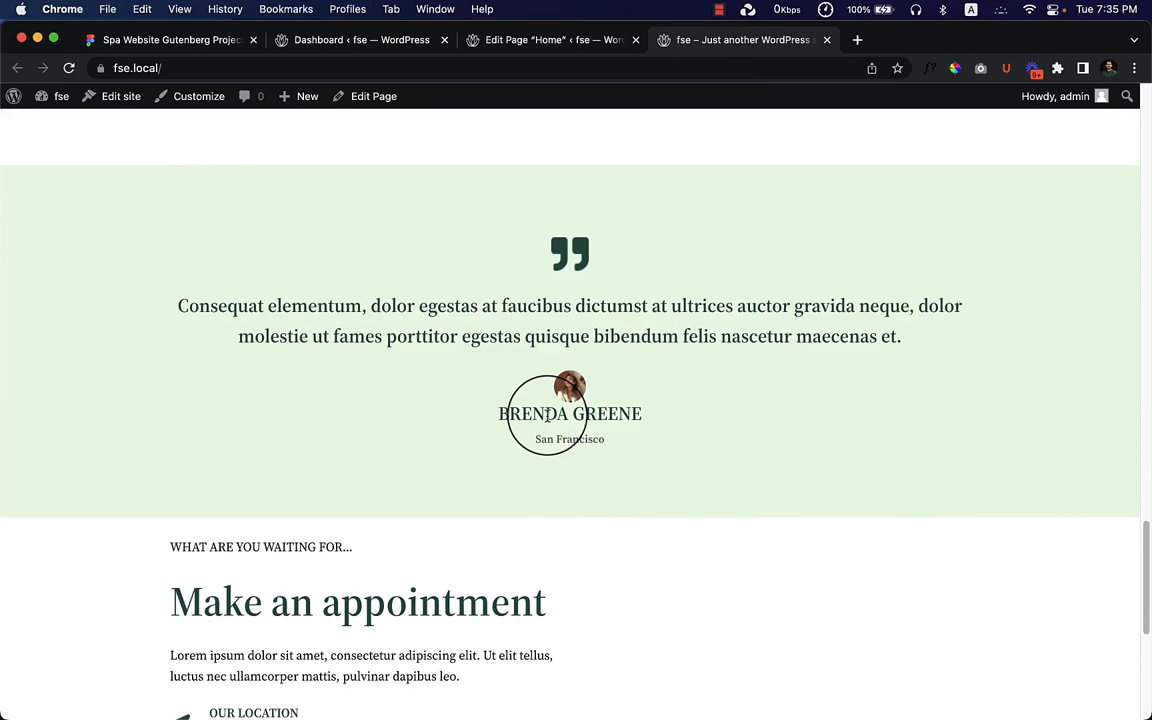 Chrome File Edit View History Bookmarks Profiles Tab Window Help 0Kbps 100% A Tue 7:35 PM
Spa Website Gutenberg Projec Dashboard ‹ fse — WordPress Edit Page “Home” ‹ fse — Wor fse – Just another WordPress s
fse.local/ f? U 9+
fse Edit site Customize 0 New Edit Page Howdy, admin
Consequat elementum, dolor egestas at faucibus dictumst at ultrices auctor gravida neque, dolor
molestie ut fames porttitor egestas quisque bibendum felis nascetur maecenas et.
BRENDA GREENE
San Francisco
WHAT ARE YOU WAITING FOR...
Make an appointment
Lorem ipsum dolor sit amet, consectetur adipiscing elit. Ut elit tellus,
luctus nec ullamcorper mattis, pulvinar dapibus leo.
OUR LOCATION